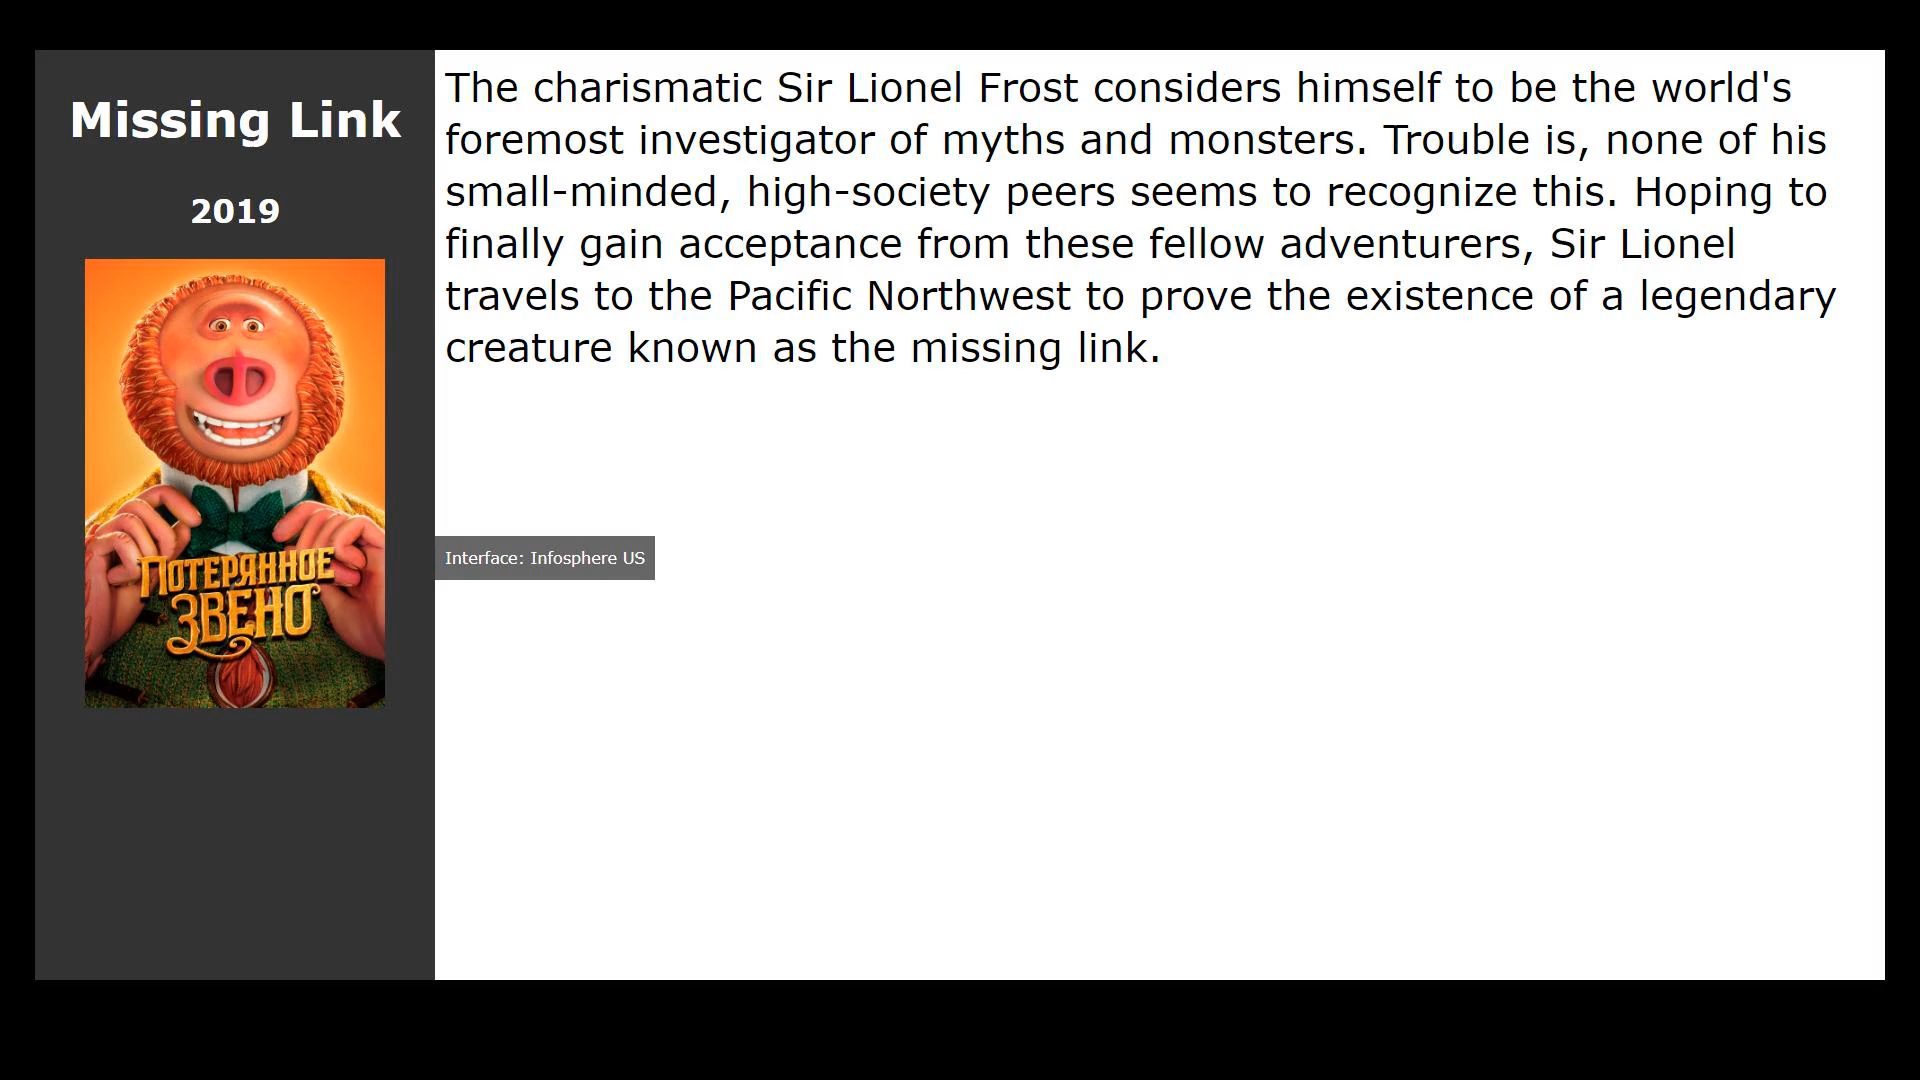 Missing Link
2019
ПОТЕРЯННОЕ
ЗВЕНО
The charismatic Sir Lionel Frost considers himself to be the world's
foremost investigator of myths and monsters. Trouble is, none of his
small-minded, high-society peers seems to recognize this. Hoping to
finally gain acceptance from these fellow adventurers, Sir Lionel
travels to the Pacific Northwest to prove the existence of a legendary
creature known as the missing link.
Interface: Infosphere US